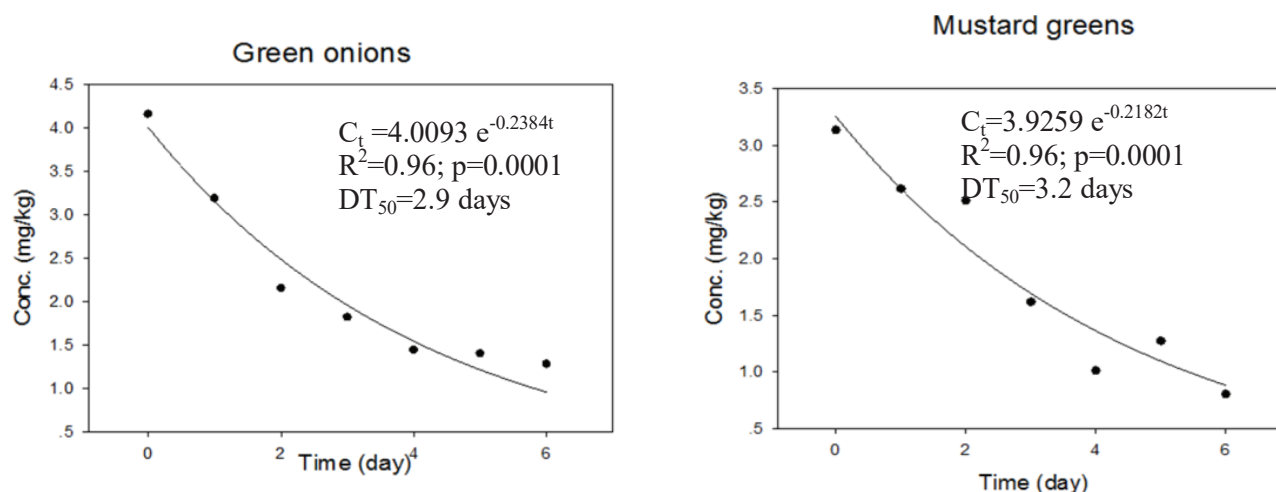 Green onions
Conc. (mg/kg)
4.5
4.0
3.5
3.0
2.5
2.0
1.5
1.0
.5
Cₜ =4.0093 e⁻⁰·²³⁸⁴ᵗ
R²=0.96; p=0.0001
DT₅₀=2.9 days
0 2 4 6
Time (day)
Mustard greens
Conc. (mg/kg)
3.5
3.0
2.5
2.0
1.5
1.0
.5
Cₜ=3.9259 e⁻⁰·²¹⁸²ᵗ
R²=0.96; p=0.0001
DT₅₀=3.2 days
0 2 4 6
Time (day)